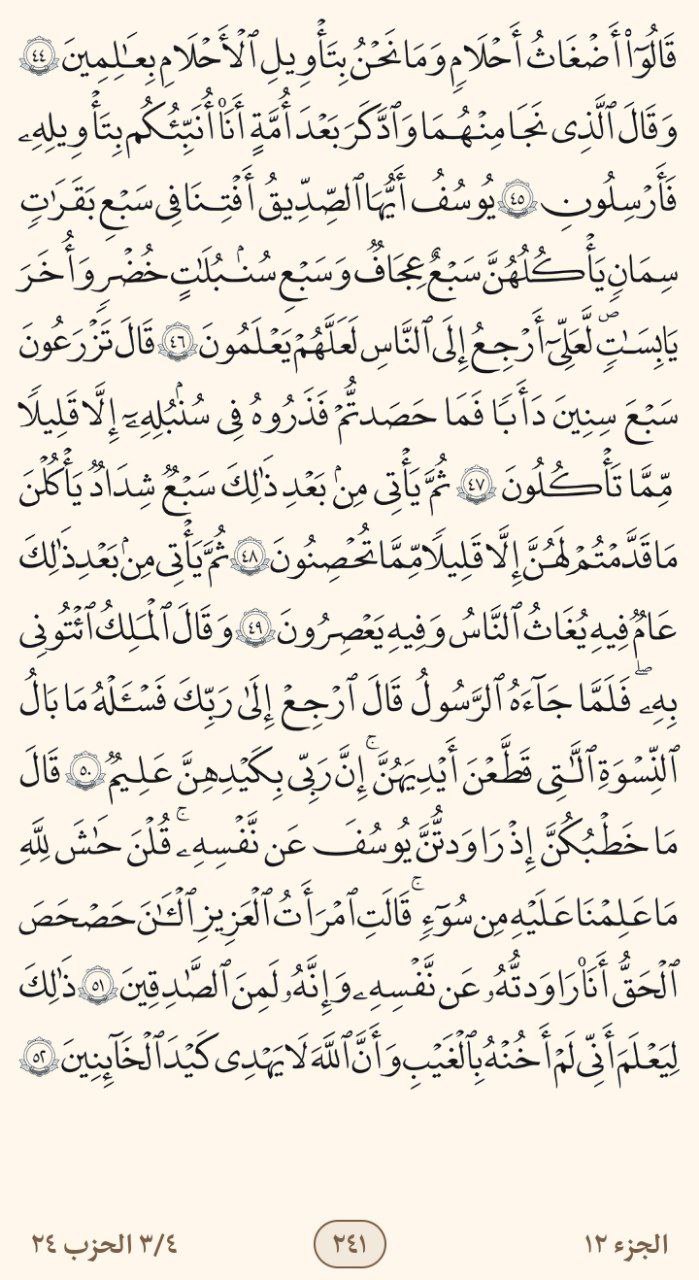 قَالُوٓا۟ أَضْغَـٰثُ أَحْلَـٰمٍ وَمَا نَحْنُ بِتَأْوِيلِ ٱلْأَحْلَـٰمِ بِعَـٰلِمِينَ ٤٤
وَقَالَ ٱلَّذِى نَجَا مِنْهُمَا وَٱدَّكَرَ بَعْدَ أُمَّةٍ أَنَا۠ أُنَبِّئُكُم بِتَأْوِيلِهِۦ
فَأَرْسِلُونِ ٤٥ يُوسُفُ أَيُّهَا ٱلصِّدِّيقُ أَفْتِنَا فِى سَبْعِ بَقَرَٰتٍ
سِمَانٍ يَأْكُلُهُنَّ سَبْعٌ عِجَافٌ وَسَبْعِ سُنۢبُلَـٰتٍ خُضْرٍ وَأُخَرَ
يَابِسَـٰتٍ لَّعَلِّىٓ أَرْجِعُ إِلَى ٱلنَّاسِ لَعَلَّهُمْ يَعْلَمُونَ ٤٦ قَالَ تَزْرَعُونَ
سَبْعَ سِنِينَ دَأَبًا فَمَا حَصَدتُّمْ فَذَرُوهُ فِى سُنۢبُلِهِۦٓ إِلَّا قَلِيلًا
مِّمَّا تَأْكُلُونَ ٤٧ ثُمَّ يَأْتِى مِنۢ بَعْدِ ذَٰلِكَ سَبْعٌ شِدَادٌ يَأْكُلْنَ
مَا قَدَّمْتُمْ لَهُنَّ إِلَّا قَلِيلًا مِّمَّا تُحْصِنُونَ ٤٨ ثُمَّ يَأْتِى مِنۢ بَعْدِ ذَٰلِكَ
عَامٌ فِيهِ يُغَاثُ ٱلنَّاسُ وَفِيهِ يَعْصِرُونَ ٤٩ وَقَالَ ٱلْمَلِكُ ٱئْتُونِى
بِهِۦ ۖ فَلَمَّا جَآءَهُ ٱلرَّسُولُ قَالَ ٱرْجِعْ إِلَىٰ رَبِّكَ فَسْـَٔلْهُ مَا بَالُ
ٱلنِّسْوَةِ ٱلَّـٰتِى قَطَّعْنَ أَيْدِيَهُنَّ ۚ إِنَّ رَبِّى بِكَيْدِهِنَّ عَلِيمٌ ٥٠ قَالَ
مَا خَطْبُكُنَّ إِذْ رَٰوَدتُّنَّ يُوسُفَ عَن نَّفْسِهِۦ ۚ قُلْنَ حَـٰشَ لِلَّهِ
مَا عَلِمْنَا عَلَيْهِ مِن سُوٓءٍ ۚ قَالَتِ ٱمْرَأَتُ ٱلْعَزِيزِ ٱلْـَٔـٰنَ حَصْحَصَ
ٱلْحَقُّ أَنَا۠ رَٰوَدتُّهُۥ عَن نَّفْسِهِۦ وَإِنَّهُۥ لَمِنَ ٱلصَّـٰدِقِينَ ٥١ ذَٰلِكَ
لِيَعْلَمَ أَنِّى لَمْ أَخُنْهُ بِٱلْغَيْبِ وَأَنَّ ٱللَّهَ لَا يَهْدِى كَيْدَ ٱلْخَآئِنِينَ ٥٢
الجزء ١٢ ٢٤١ ٣/٤ الحزب ٢٤